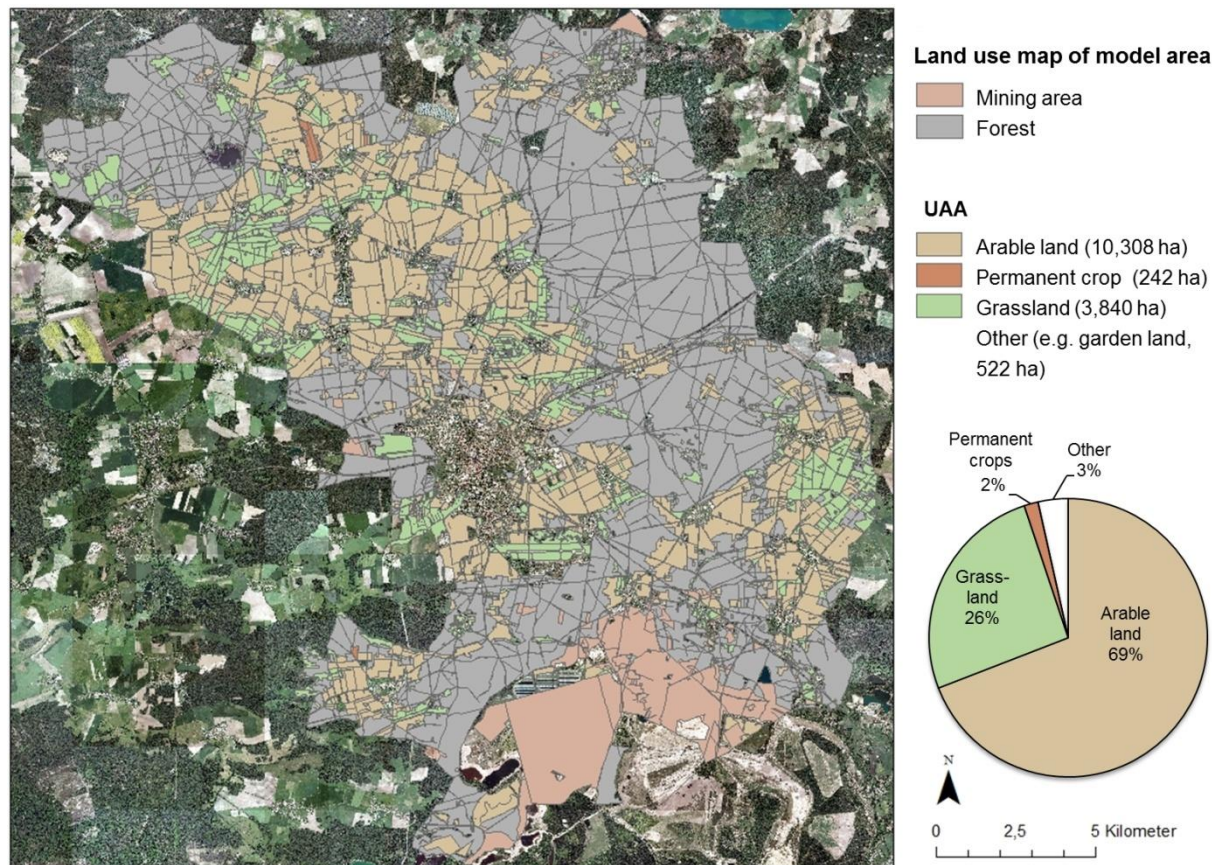 Land use map of model area
Mining area
Forest
UAA
Arable land (10,308 ha)
Permanent crop (242 ha)
Grassland (3,840 ha)
Other (e.g. garden land,
522 ha)
Permanent
crops
2%
Other
3%
Grass-
land
26%
Arable
land
69%
N
0 2,5 5 Kilometer